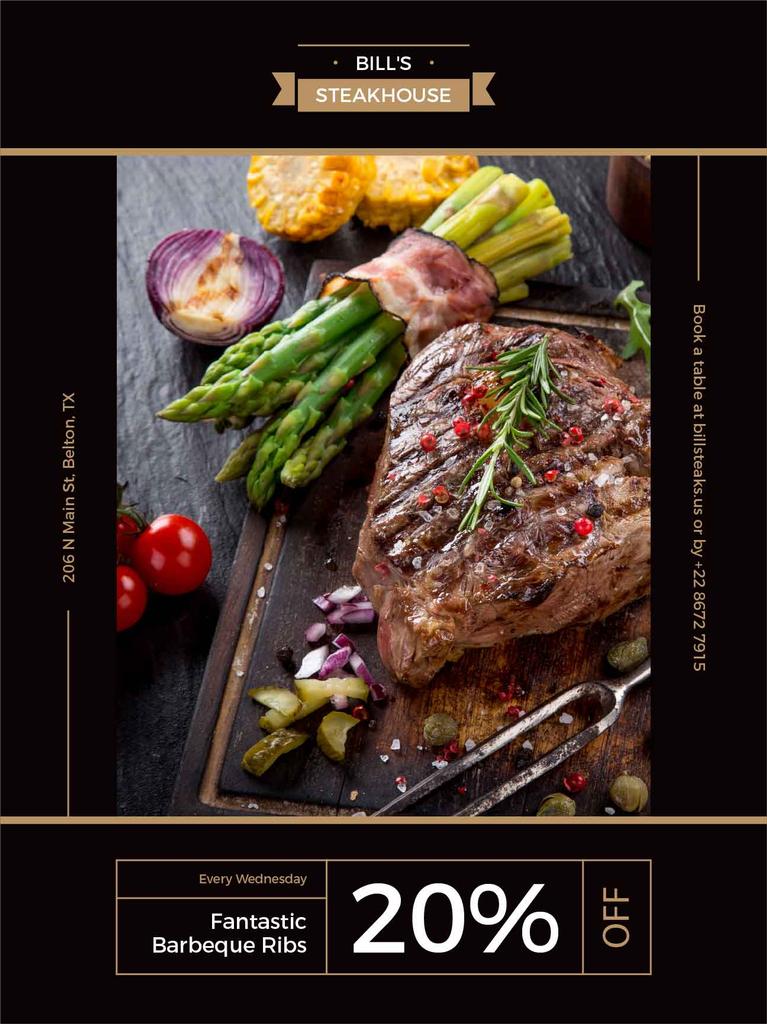 BILL'S
STEAKHOUSE
206 N Main St, Belton, TX
Book a table at billsteaks.us or by +22 8672 7915
Every Wednesday
Fantastic
Barbeque Ribs
20%
OFF